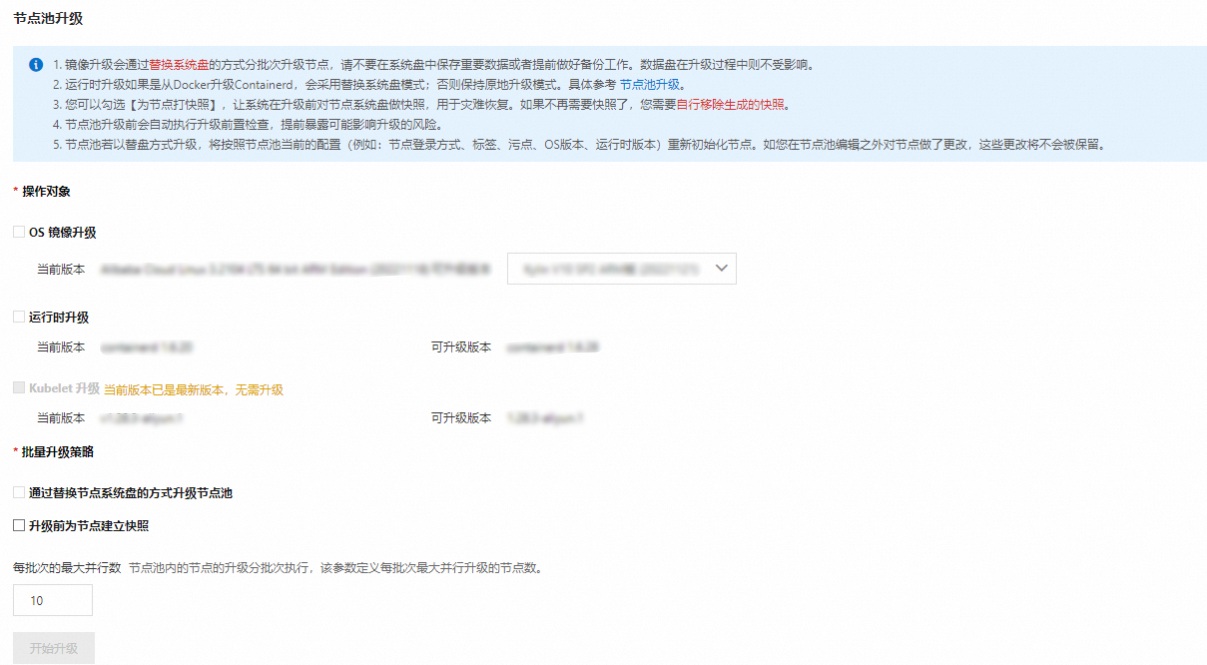 节点池升级
1. 镜像升级会通过替换系统盘的方式分批次升级节点，请不要在系统盘中保存重要数据或者提前做好备份工作。数据盘在升级过程中则不受影响。
2. 运行时升级如果是从Docker升级Containerd，会采用替换系统盘模式；否则保持原地升级模式。具体参考 节点池升级。
3. 您可以勾选【为节点打快照】，让系统在升级前对节点系统盘做快照，用于灾难恢复。如果不再需要快照了，您需要自行移除生成的快照。
4. 节点池升级前会自动执行升级前置检查，提前暴露可能影响升级的风险。
5. 节点池若以替盘方式升级，将按照节点池当前的配置（例如：节点登录方式、标签、污点、OS版本、运行时版本）重新初始化节点。如您在节点池编辑之外对节点做了更改，这些更改将不会被保留。
* 操作对象
OS 镜像升级
当前版本
运行时升级
当前版本 可升级版本
Kubelet 升级 当前版本已是最新版本，无需升级
当前版本 可升级版本
* 批量升级策略
通过替换节点系统盘的方式升级节点池
升级前为节点建立快照
每批次的最大并行数 节点池内的节点的升级分批次执行，该参数定义每批次最大并行升级的节点数。
10
开始升级